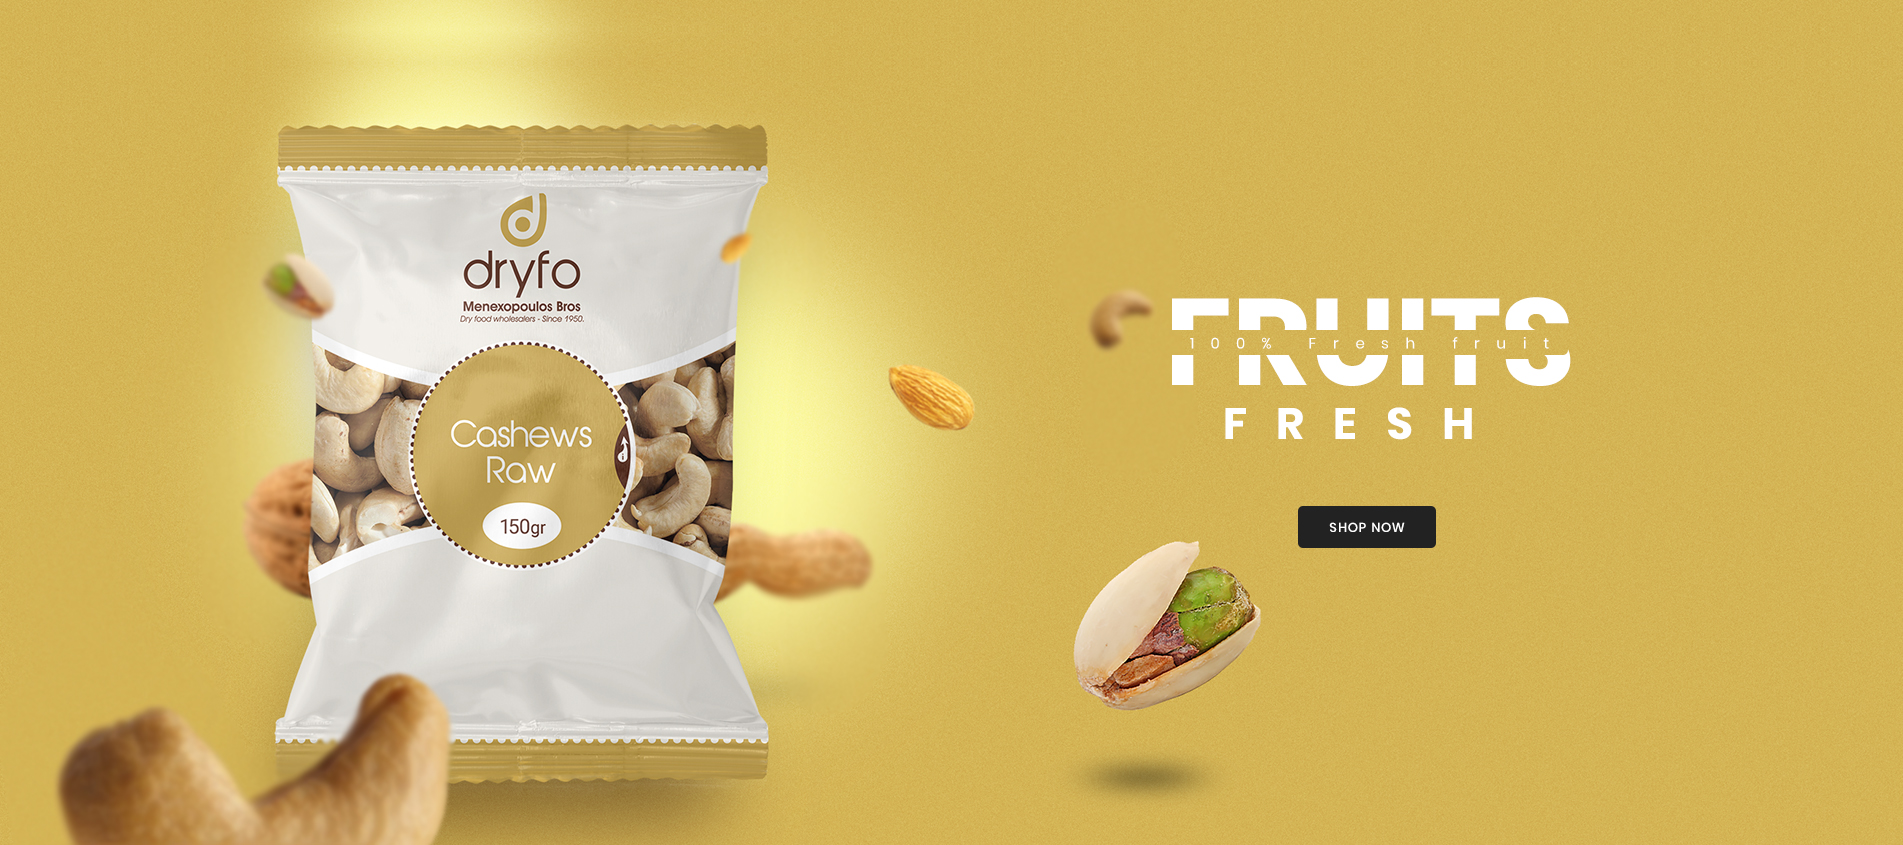 dryfo
Menexopoulos Bros
Dry food wholesalers - Since 1950.
Cashews
Raw
150gr
FRUITS
100% Fresh fruit
FRESH
SHOP NOW